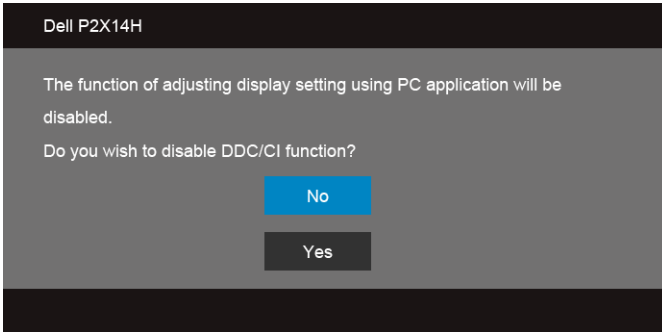 Dell P2X14H
The function of adjusting display setting using PC application will be
disabled.
Do you wish to disable DDC/CI function?
No
Yes